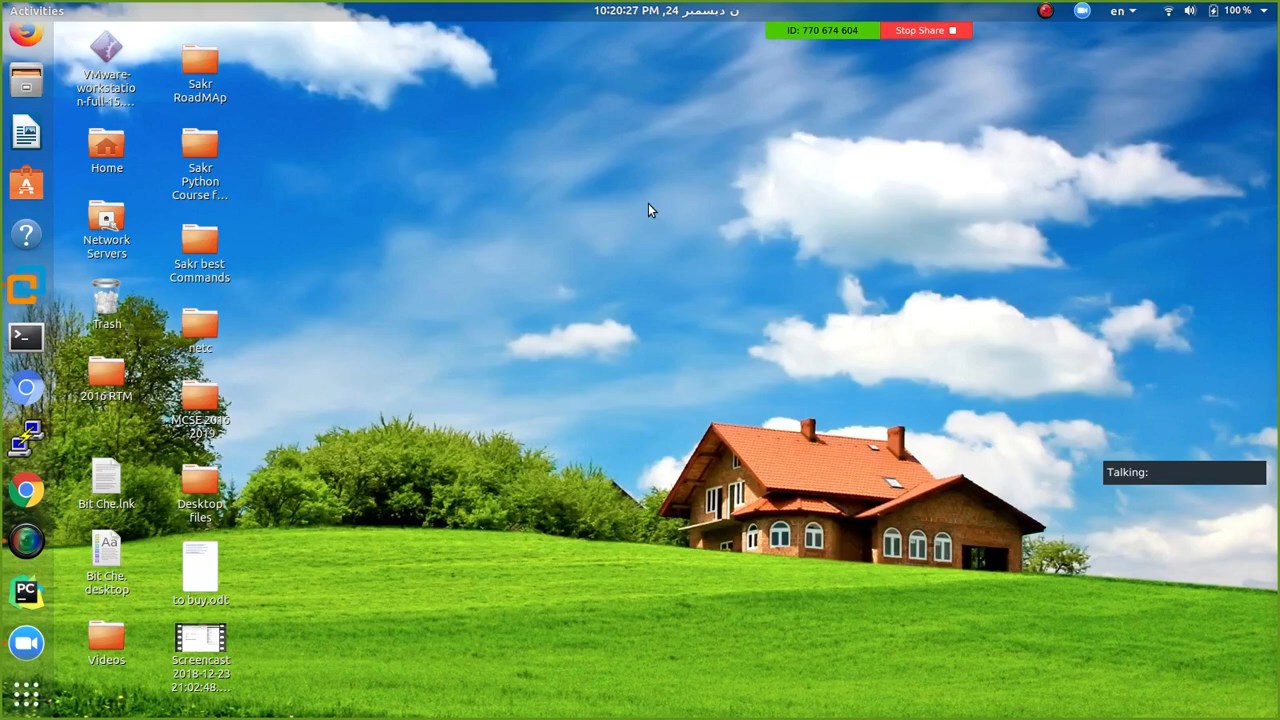 Activities
ن ديسمبر 24, 10:20:27 PM
en
100 %
ID: 770 674 604
Stop Share
VMware-
workstatio
n-full-15....
Home
Network
Servers
Trash
2016 RTM
Bit Che.lnk
Bit Che.
desktop
Videos
Sakr
RoadMAp
Sakr
Python
Course f...
Sakr best
Commands
netc
MCSE 2016
-2019
Desktop
files
to buy.odt
Screencast
2018-12-23
21:02:48....
PC
Talking: